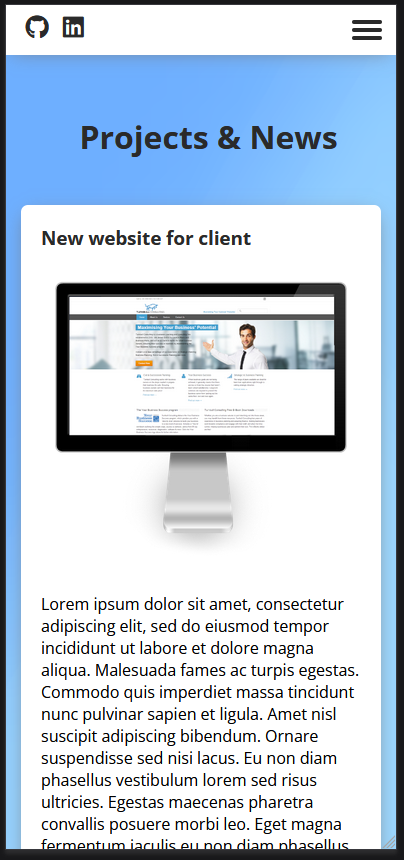 Projects & News
New website for client
Maximising Your Business' Potential
Lorem ipsum dolor sit amet, consectetur
adipiscing elit, sed do eiusmod tempor
incididunt ut labore et dolore magna
aliqua. Malesuada fames ac turpis egestas.
Commodo quis imperdiet massa tincidunt
nunc pulvinar sapien et ligula. Amet nisl
suscipit adipiscing bibendum. Ornare
suspendisse sed nisi lacus. Eu non diam
phasellus vestibulum lorem sed risus
ultricies. Egestas maecenas pharetra
convallis posuere morbi leo. Eget magna
fermentum iaculis eu non diam phasellus